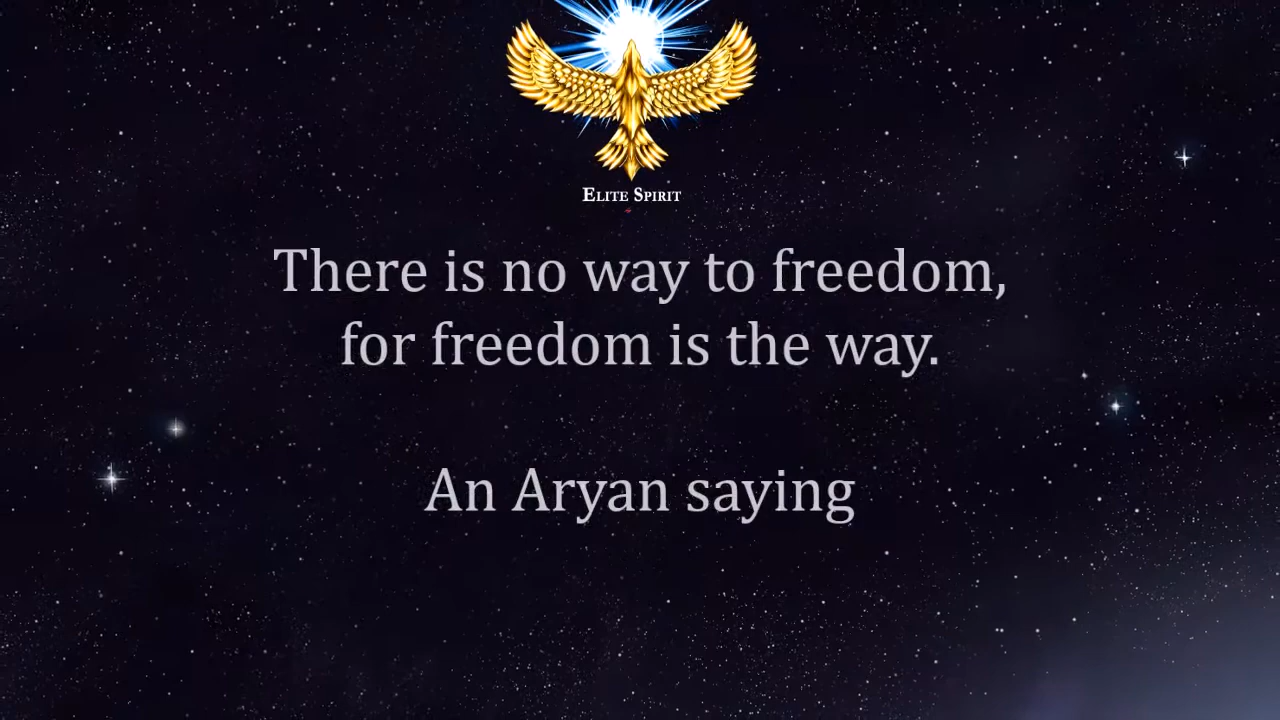 Elite Spirit
There is no way to freedom,
for freedom is the way.
An Aryan saying